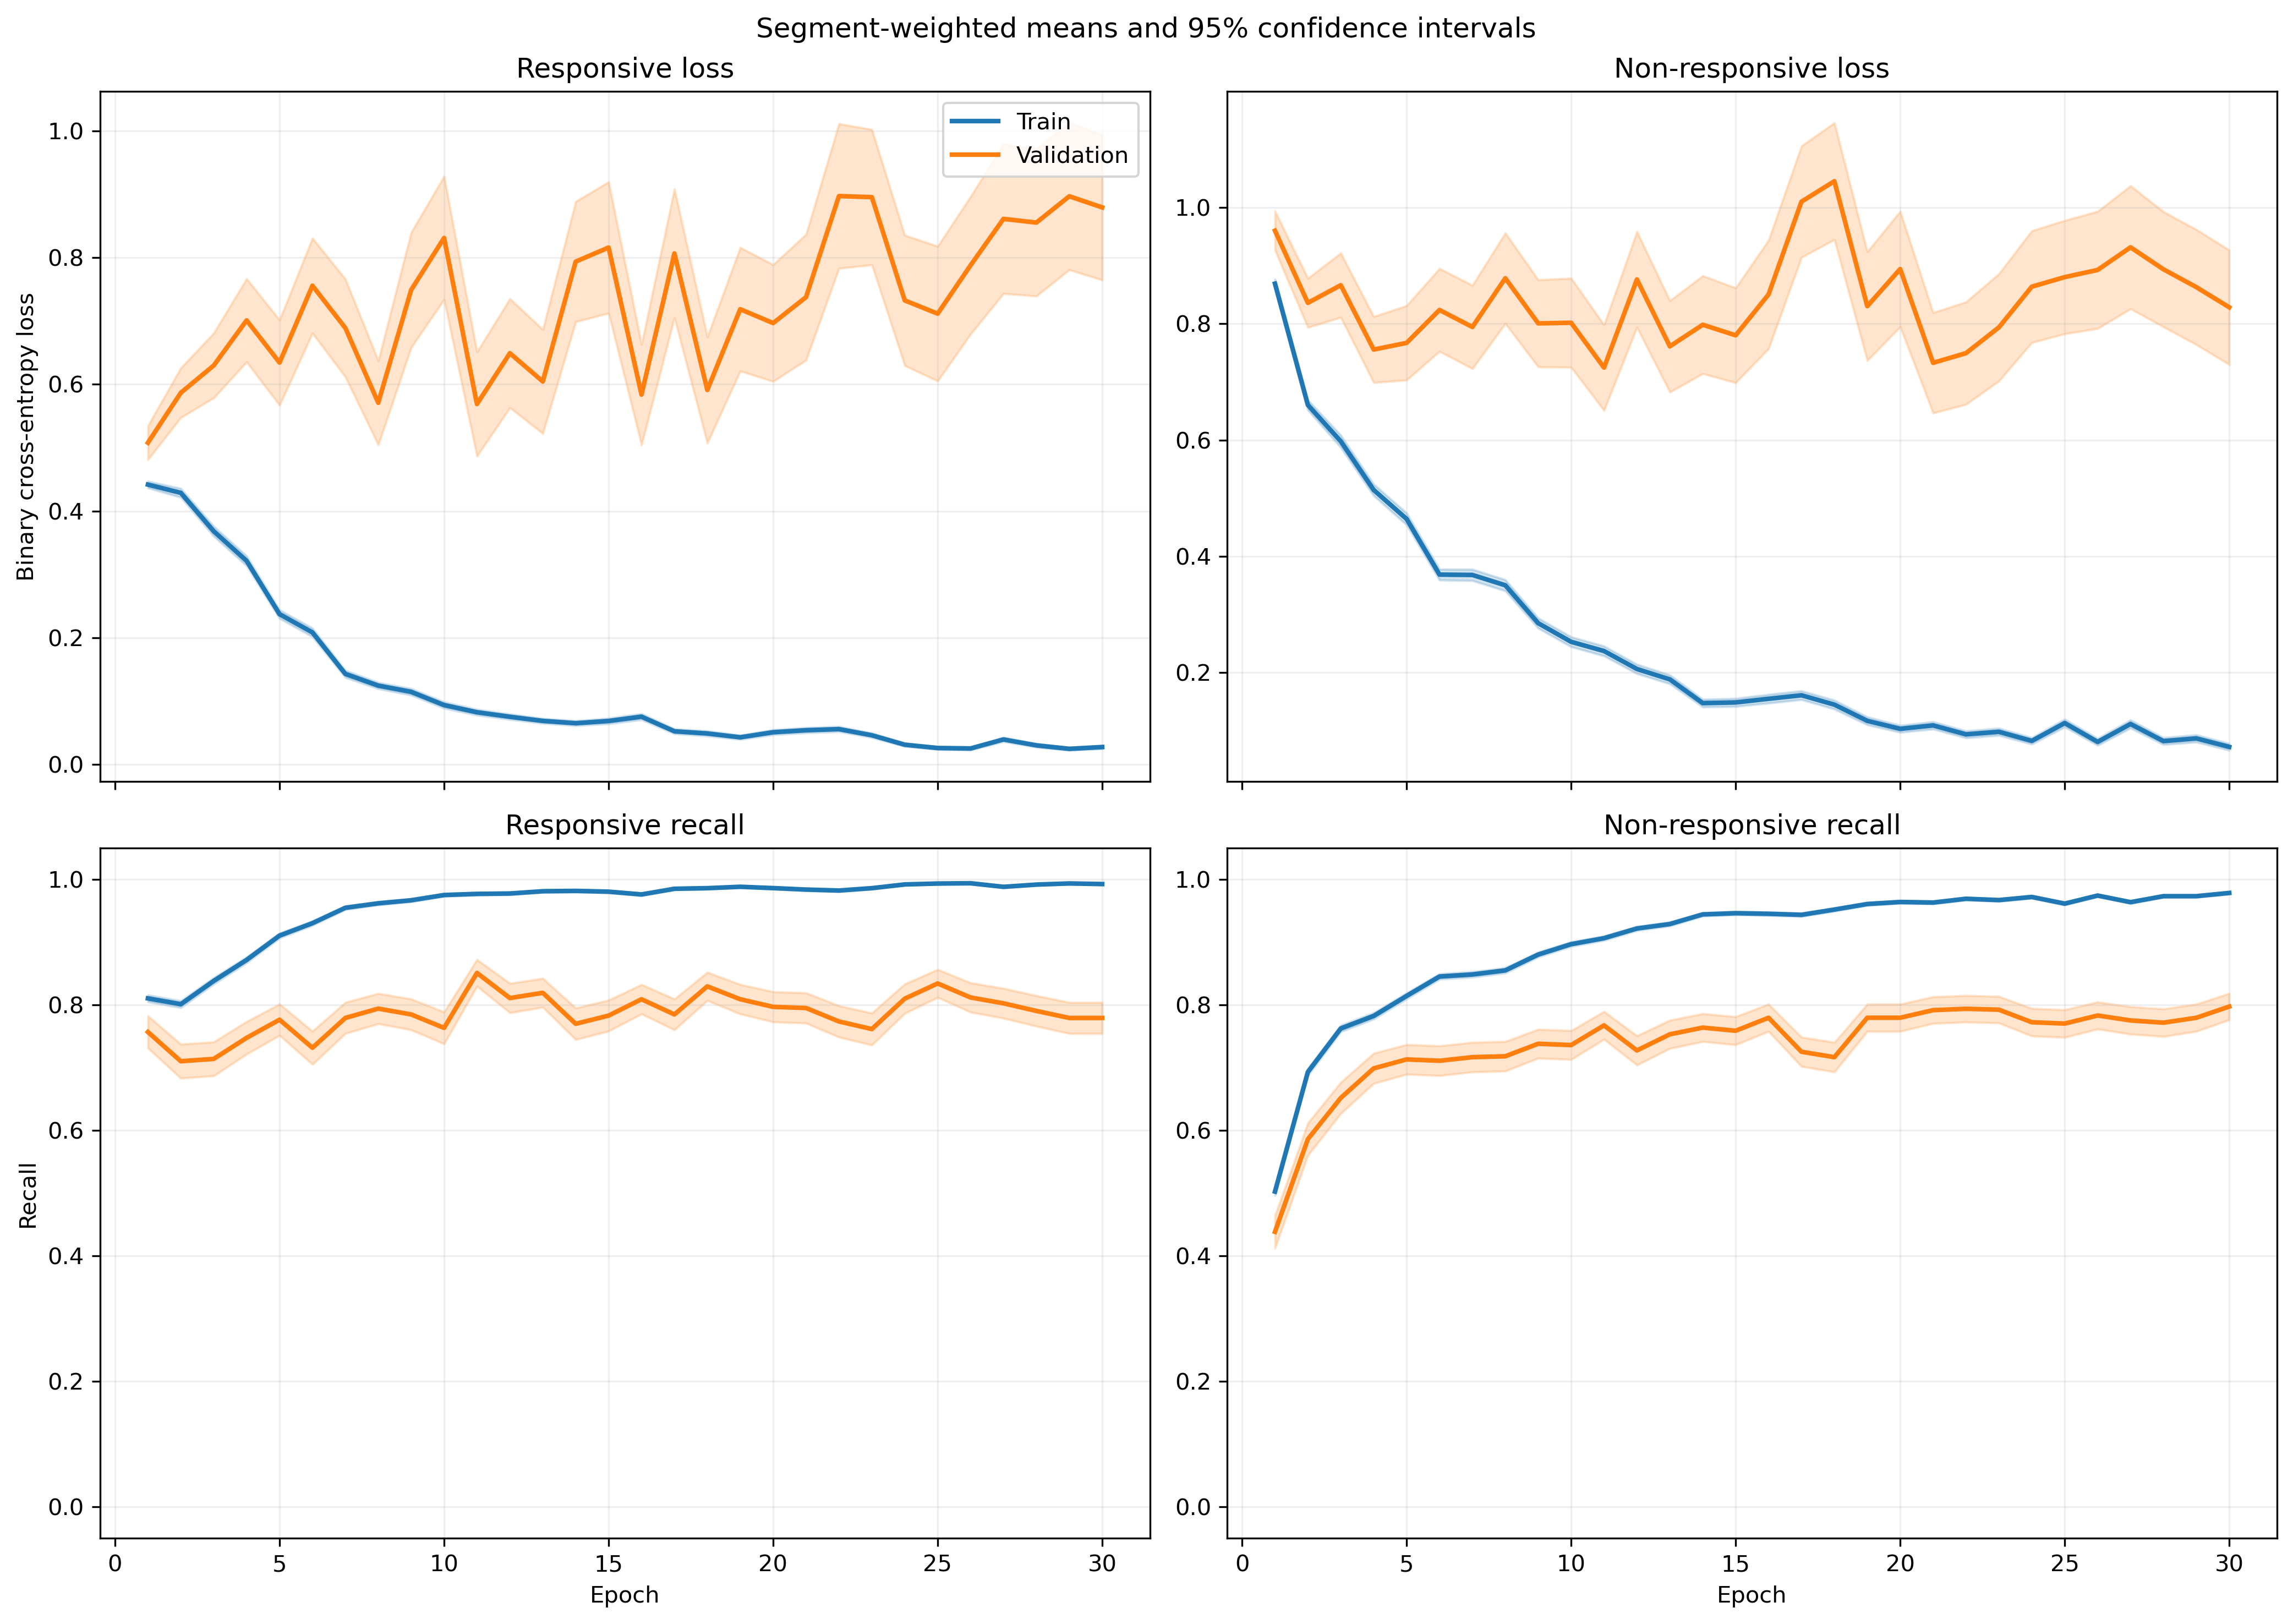 Segment-weighted means and 95% confidence intervals
Responsive loss
Non-responsive loss
Train
Validation
Binary cross-entropy loss
1.0
0.8
0.6
0.4
0.2
0.0
1.0
0.8
0.6
0.4
0.2
Responsive recall
Non-responsive recall
Recall
1.0
0.8
0.6
0.4
0.2
0.0
0 5 10 15 20 25 30
Epoch
1.0
0.8
0.6
0.4
0.2
0.0
0 5 10 15 20 25 30
Epoch